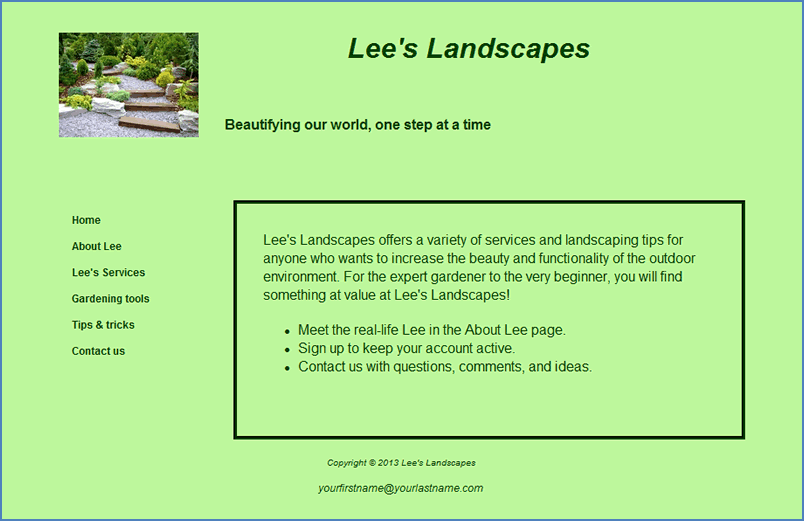 Lee's Landscapes
Beautifying our world, one step at a time
Home
About Lee
Lee's Services
Gardening tools
Tips & tricks
Contact us
Lee's Landscapes offers a variety of services and landscaping tips for
anyone who wants to increase the beauty and functionality of the outdoor
environment. For the expert gardener to the very beginner, you will find
something at value at Lee's Landscapes!
• Meet the real-life Lee in the About Lee page.
• Sign up to keep your account active.
• Contact us with questions, comments, and ideas.
Copyright © 2013 Lee's Landscapes
yourfirstname@yourlastname.com